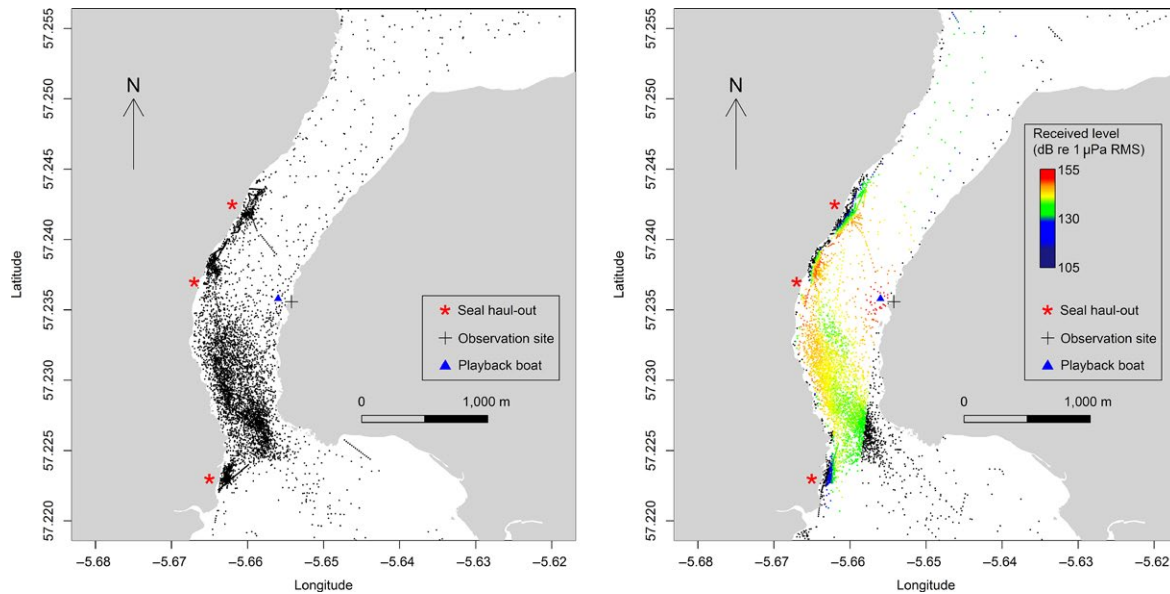 57.255
57.250
57.245
57.240
57.235
57.230
57.225
57.220
Latitude
N
Seal haul-out
Observation site
Playback boat
0 1,000 m
−5.68 −5.67 −5.66 −5.65 −5.64 −5.63 −5.62
Longitude
57.255
57.250
57.245
57.240
57.235
57.230
57.225
57.220
Latitude
N
Received level
(dB re 1 µPa RMS)
155
130
105
Seal haul-out
Observation site
Playback boat
0 1,000 m
−5.68 −5.67 −5.66 −5.65 −5.64 −5.63 −5.62
Longitude